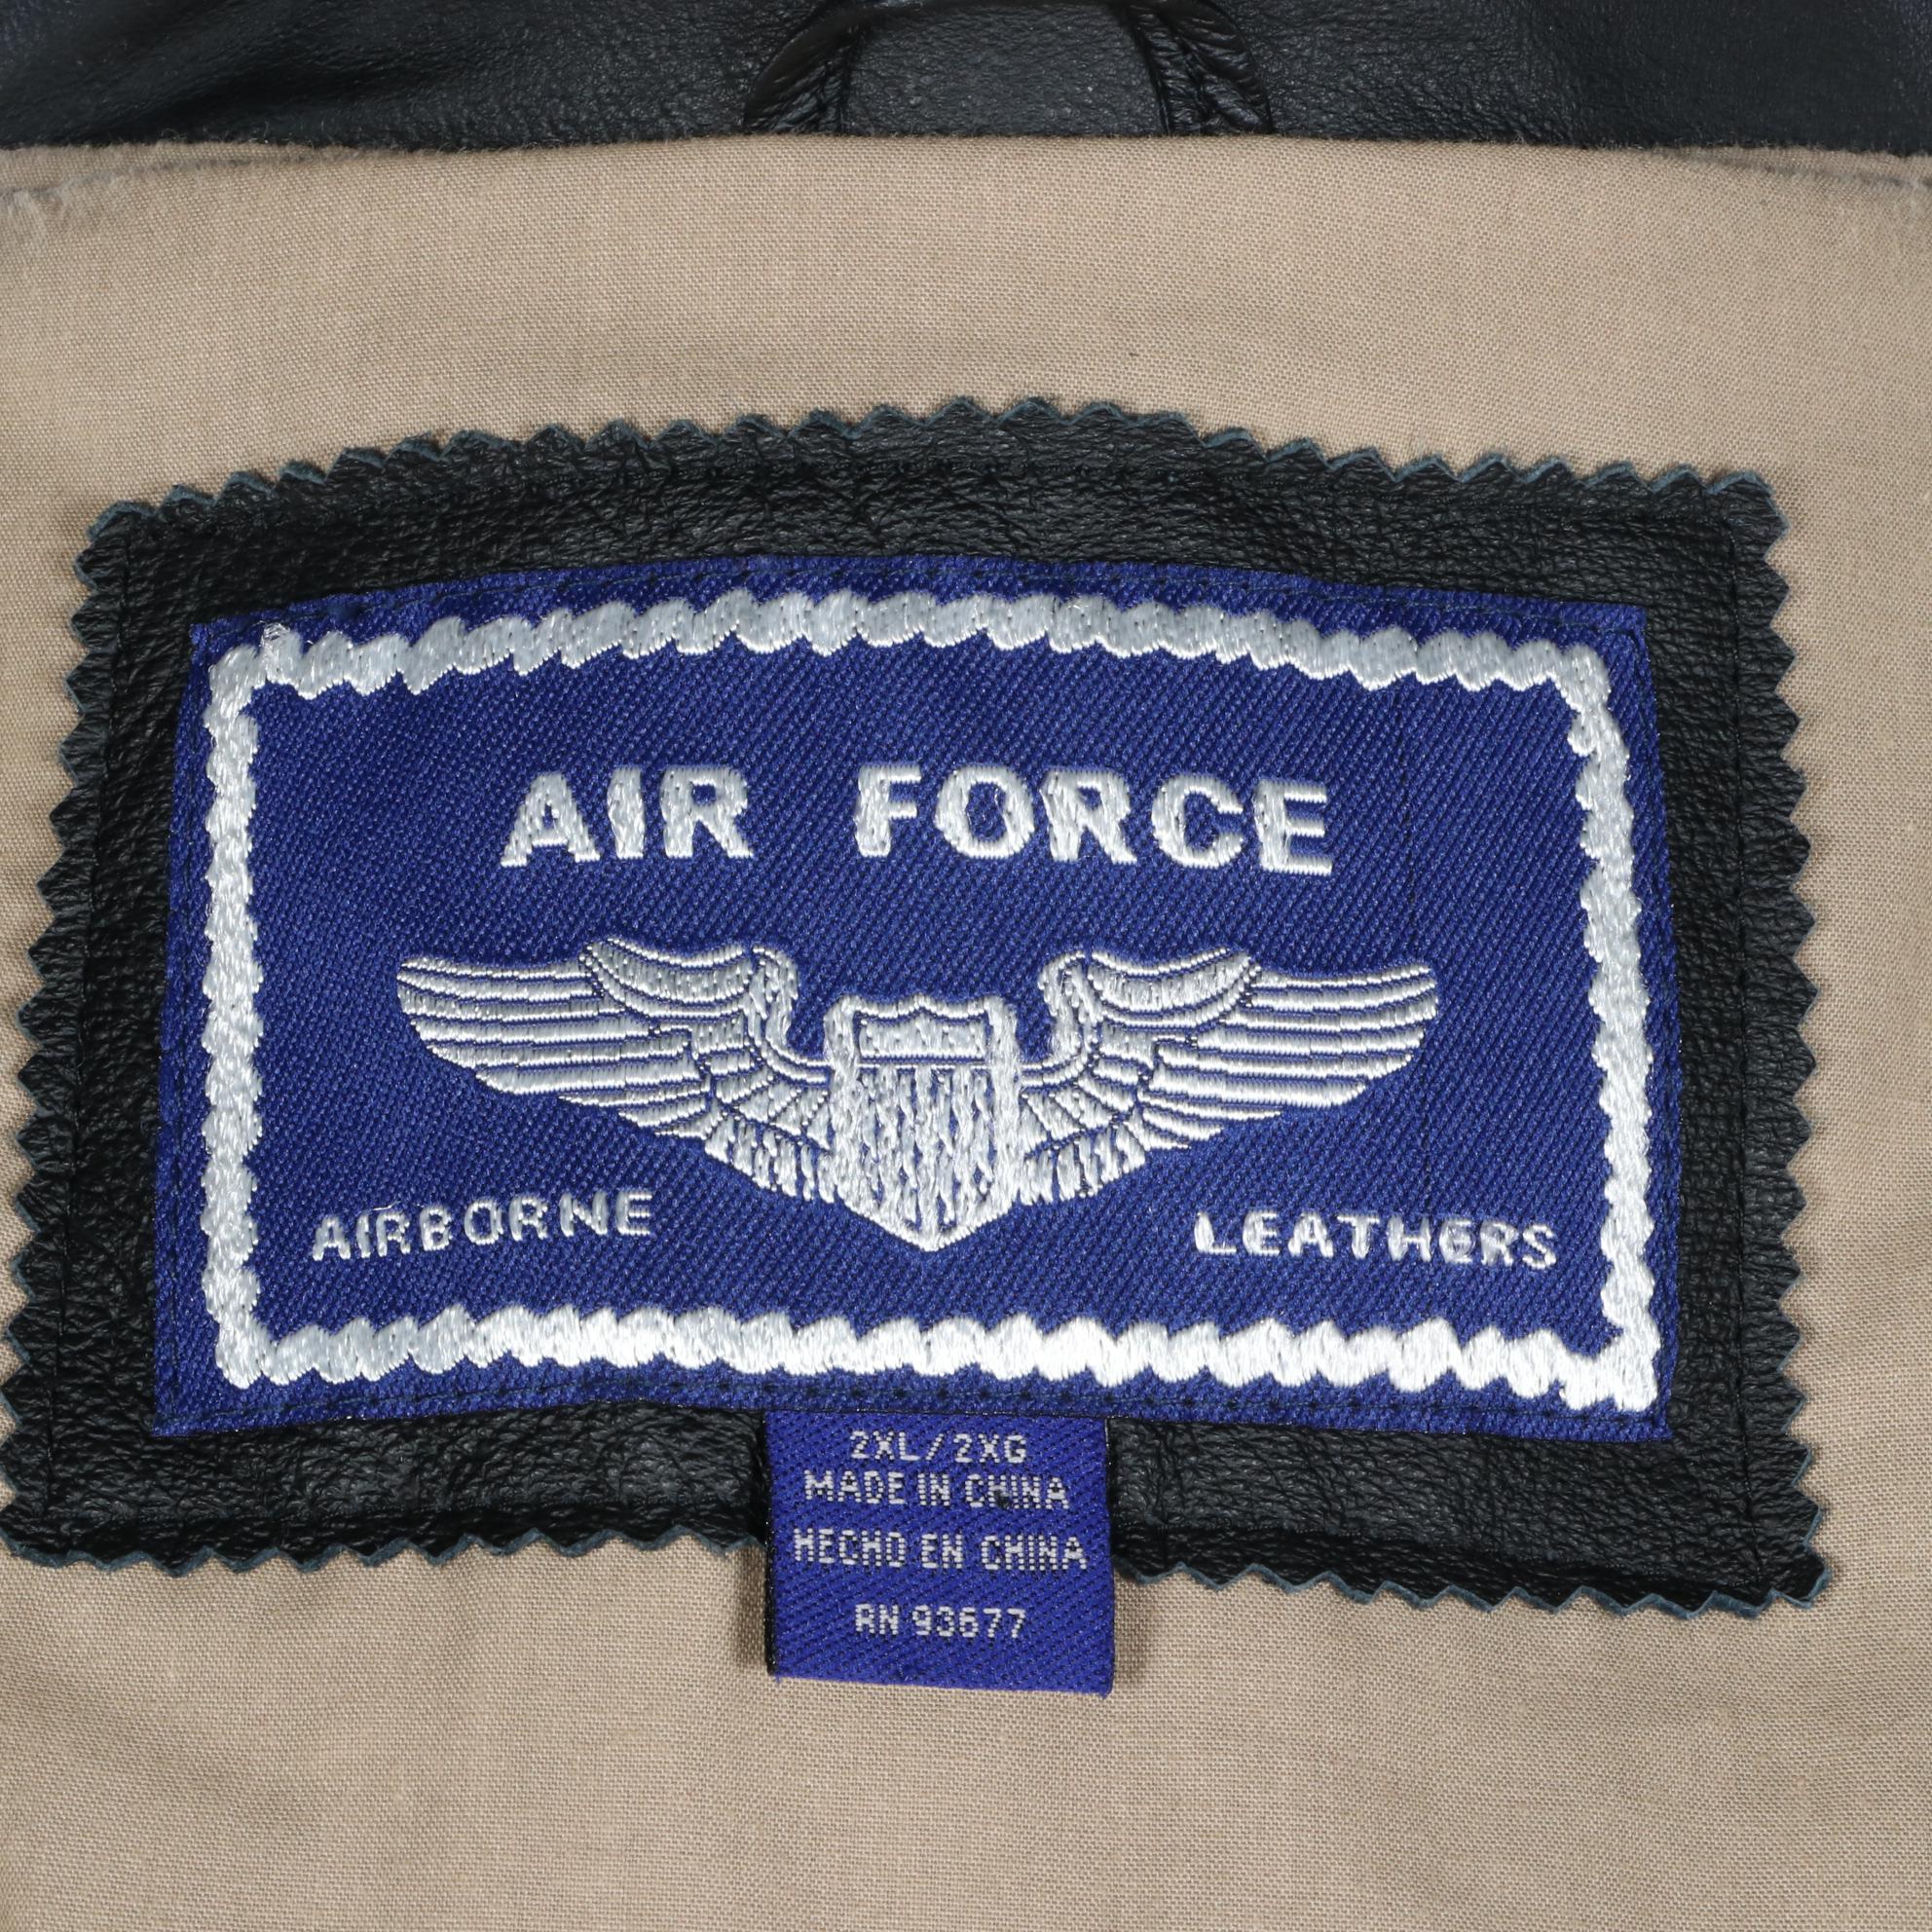 AIR FORCE
AIRBORNE LEATHERS
2XL/2XG
MADE IN CHINA
HECHO EN CHINA
RN 93677